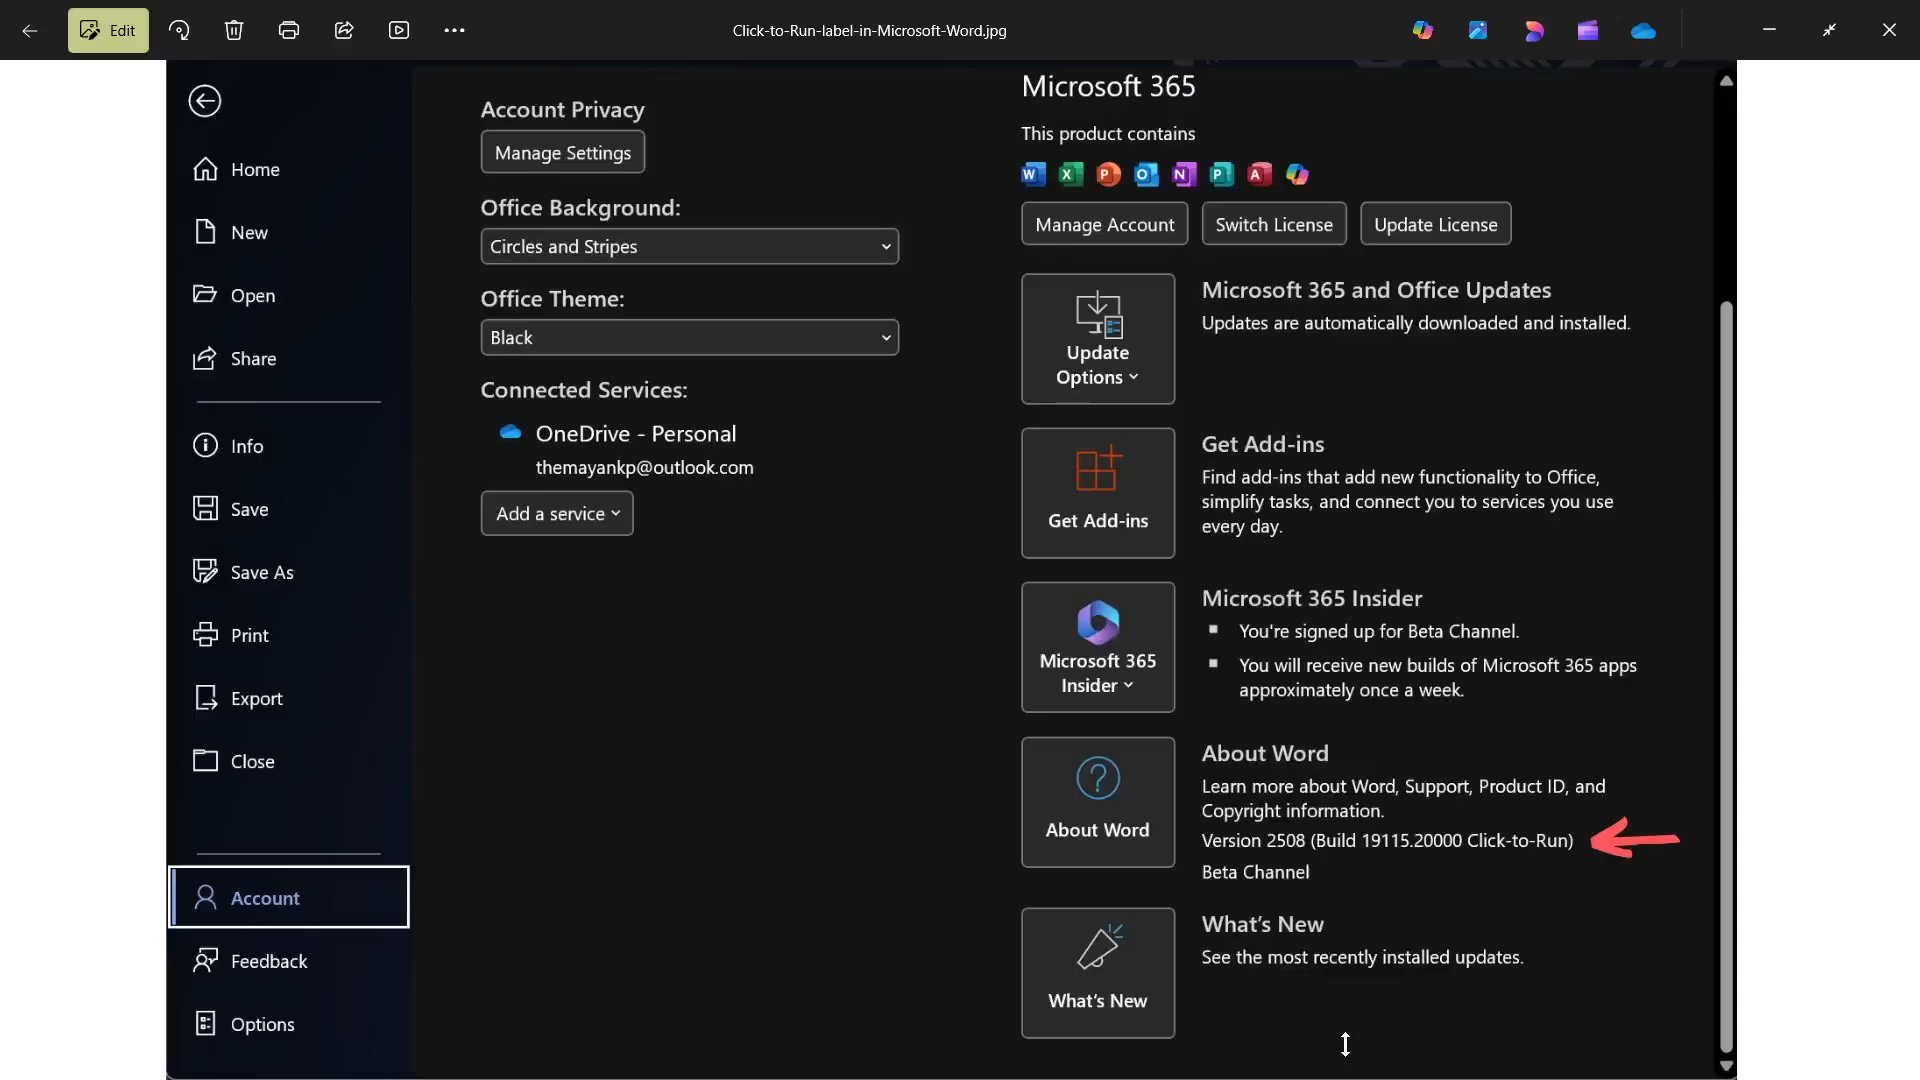 Edit
Click-to-Run-label-in-Microsoft-Word.jpg
Home
New
Open
Share
Info
Save
Save As
Print
Export
Close
Account
Feedback
Options
Account Privacy
Manage Settings
Office Background:
Circles and Stripes
Office Theme:
Black
Connected Services:
OneDrive - Personal
themayankp@outlook.com
Add a service
Microsoft 365
This product contains
Manage Account
Switch License
Update License
Update
Options
Microsoft 365 and Office Updates
Updates are automatically downloaded and installed.
Get Add-ins
Get Add-ins
Find add-ins that add new functionality to Office,
simplify tasks, and connect you to services you use
every day.
Microsoft 365
Insider
Microsoft 365 Insider
You're signed up for Beta Channel.
You will receive new builds of Microsoft 365 apps
approximately once a week.
About Word
About Word
Learn more about Word, Support, Product ID, and
Copyright information.
Version 2508 (Build 19115.20000 Click-to-Run)
Beta Channel
What's New
What's New
See the most recently installed updates.